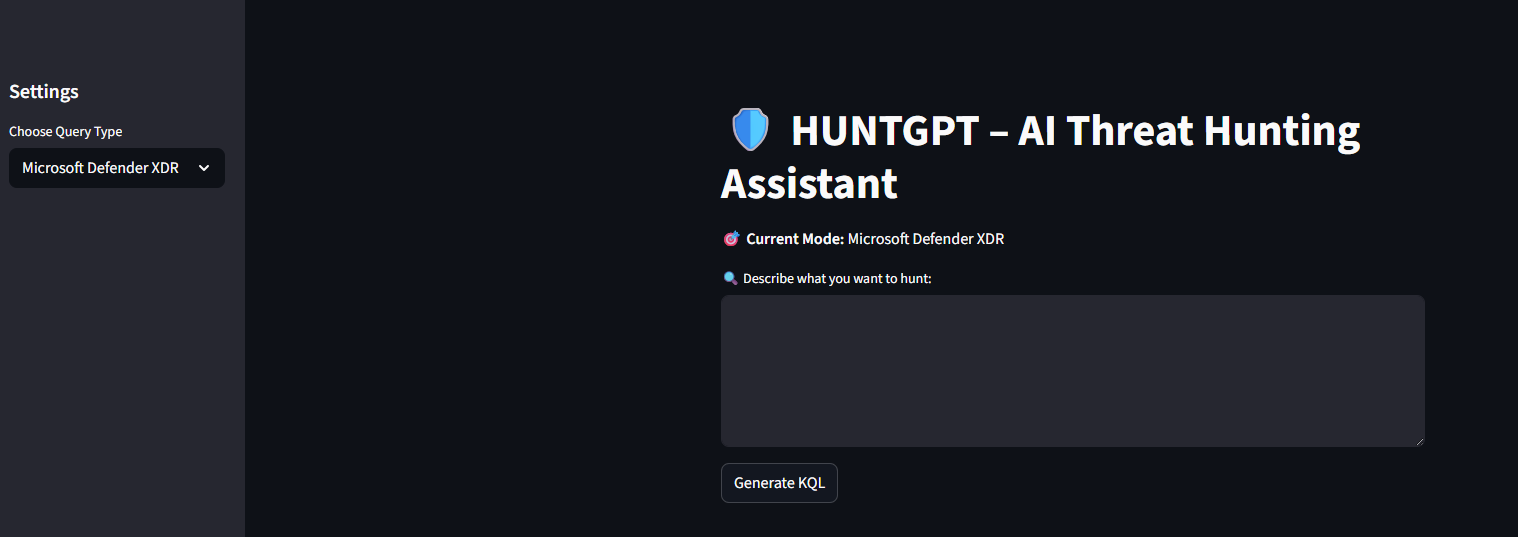 Settings
Choose Query Type
Microsoft Defender XDR
🛡️ HUNTGPT – AI Threat Hunting
Assistant
🎯 Current Mode: Microsoft Defender XDR
🔍 Describe what you want to hunt:
Generate KQL